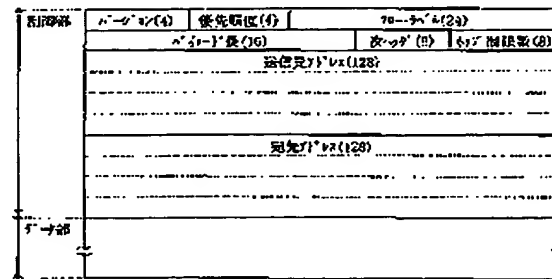 制御部 バージョン(4) 優先順位(4) フローラベル(24)
ペイロード長(16) 次ヘッダ(8) ホップ制限数(8)
送信元アドレス(128)
宛先アドレス(128)
データ部